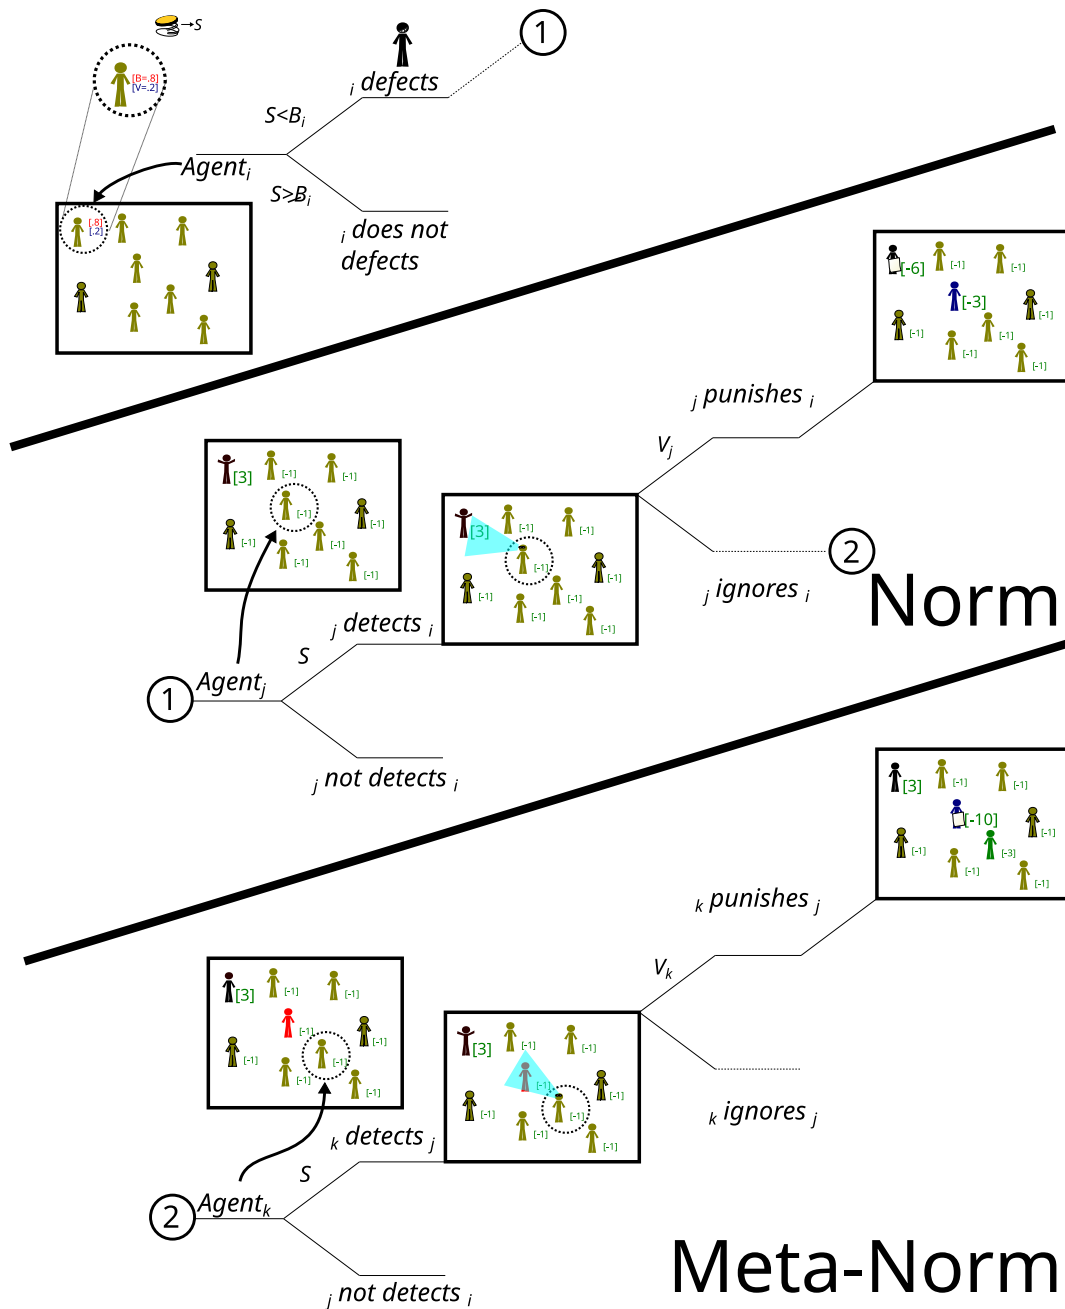 S
1
[B=.8]
[V=.2]
i defects
S<Bi
Agenti
S>Bi
[.8]
[.2]
i does not
defects
[-6]
[-1]
[-1]
[-3]
[-1]
[-1]
[-1]
[-1]
[-1]
j punishes i
Vj
[3]
[-1]
[-1]
[-1]
[-1]
[-1]
[-1]
[-1]
[-1]
[3]
[-1]
[-1]
[-1]
[-1]
[-1]
[-1]
[-1]
[-1]
2
j ignores i
Norm
j detects i
S
1
Agentj
j not detects i
[3]
[-1]
[-1]
[-10]
[-1]
[-1]
[-3]
[-1]
[-1]
k punishes j
Vk
[3]
[-1]
[-1]
[-1]
[-1]
[-1]
[-1]
[-1]
[-1]
[3]
[-1]
[-1]
[-1]
[-1]
[-1]
[-1]
[-1]
[-1]
k ignores j
k detects j
S
2
Agentk
j not detects i
Meta-Norm